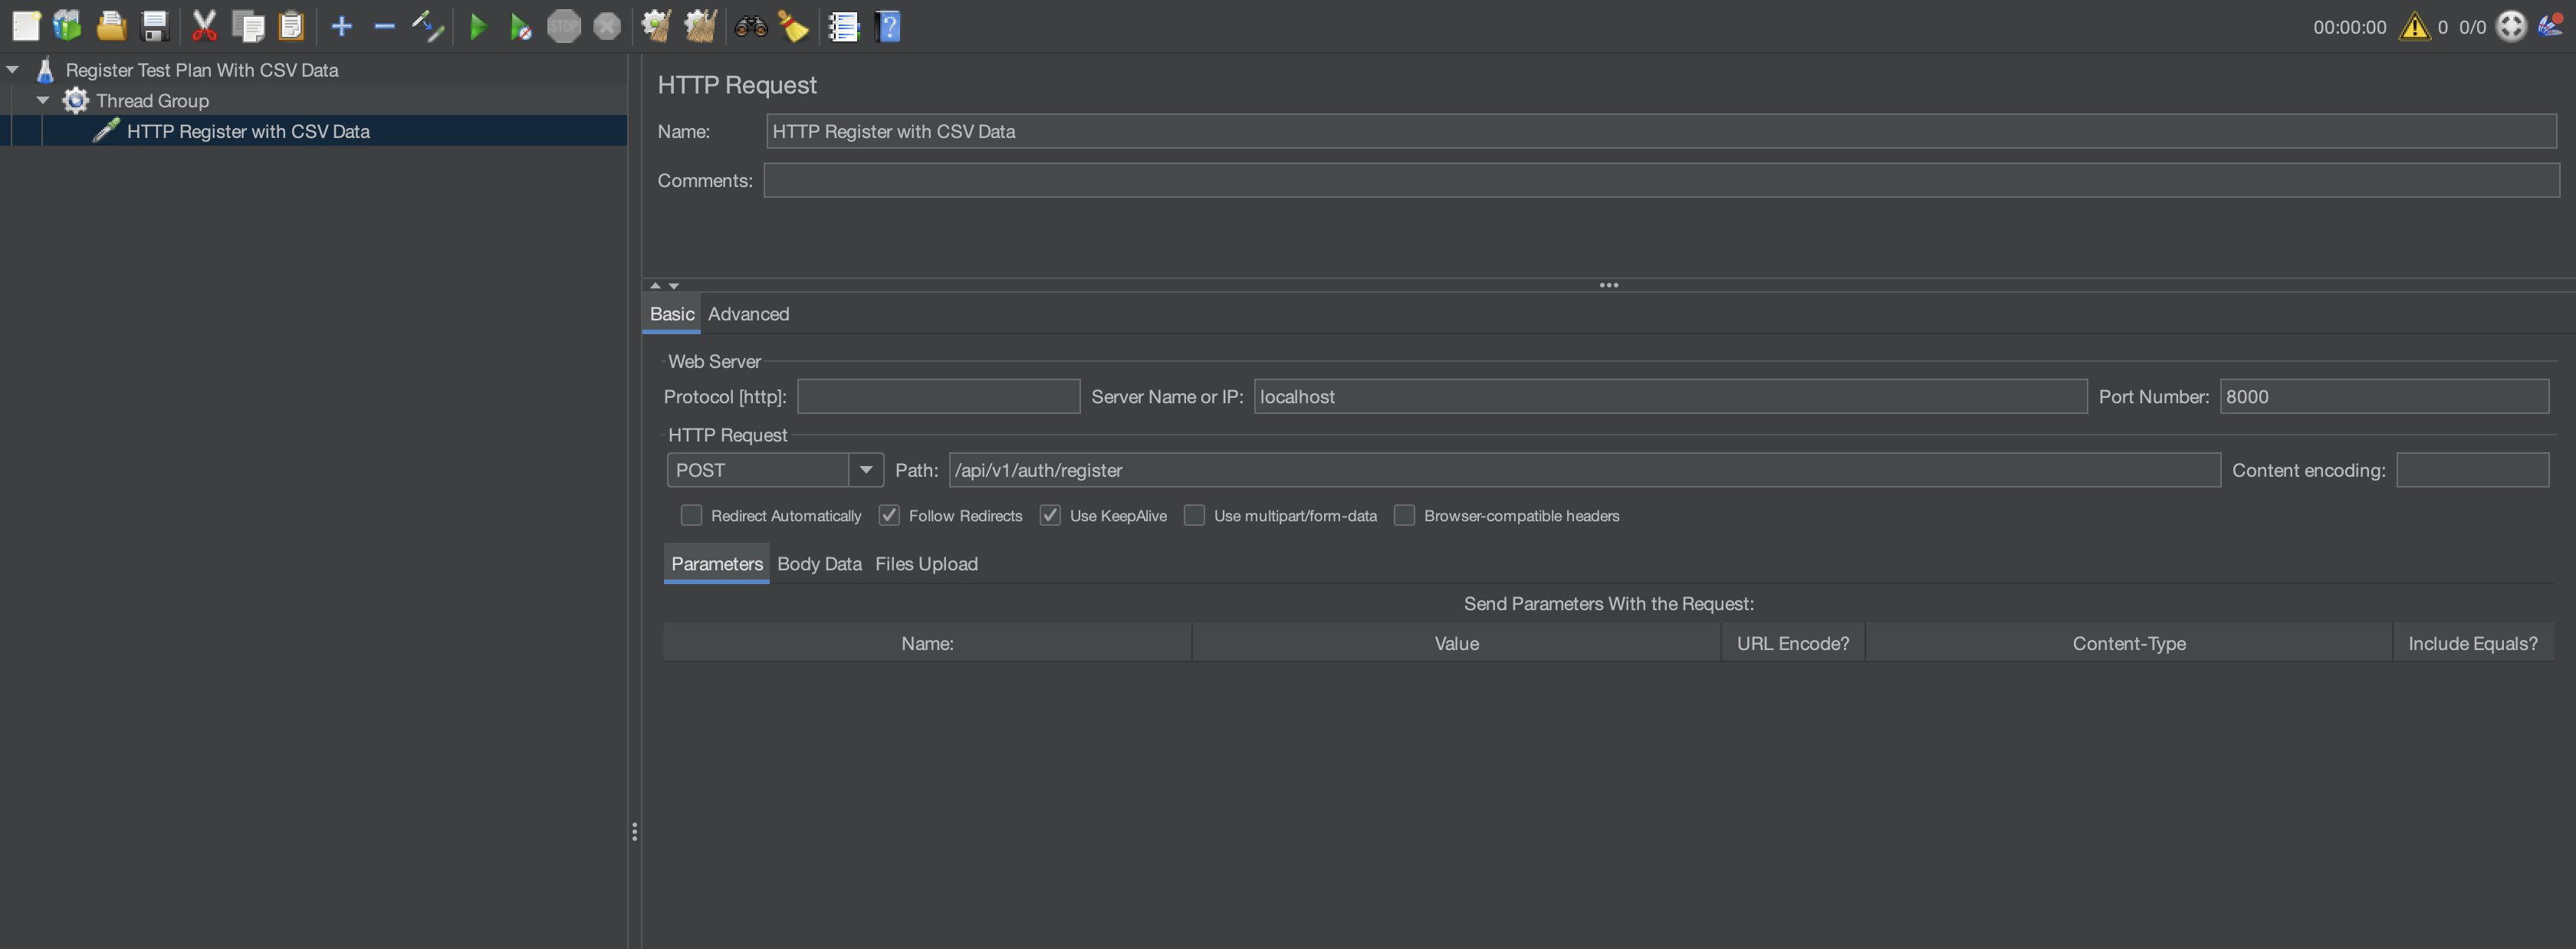 STOP
?
00:00:00
0
0/0
Register Test Plan With CSV Data
Thread Group
HTTP Register with CSV Data
HTTP Request
Name: HTTP Register with CSV Data
Comments:
Basic Advanced
Web Server
Protocol [http]: Server Name or IP: localhost Port Number: 8000
HTTP Request
POST Path: /api/v1/auth/register Content encoding:
Redirect Automatically Follow Redirects Use KeepAlive Use multipart/form-data Browser-compatible headers
Parameters Body Data Files Upload
Send Parameters With the Request:
Name: Value URL Encode? Content-Type Include Equals?